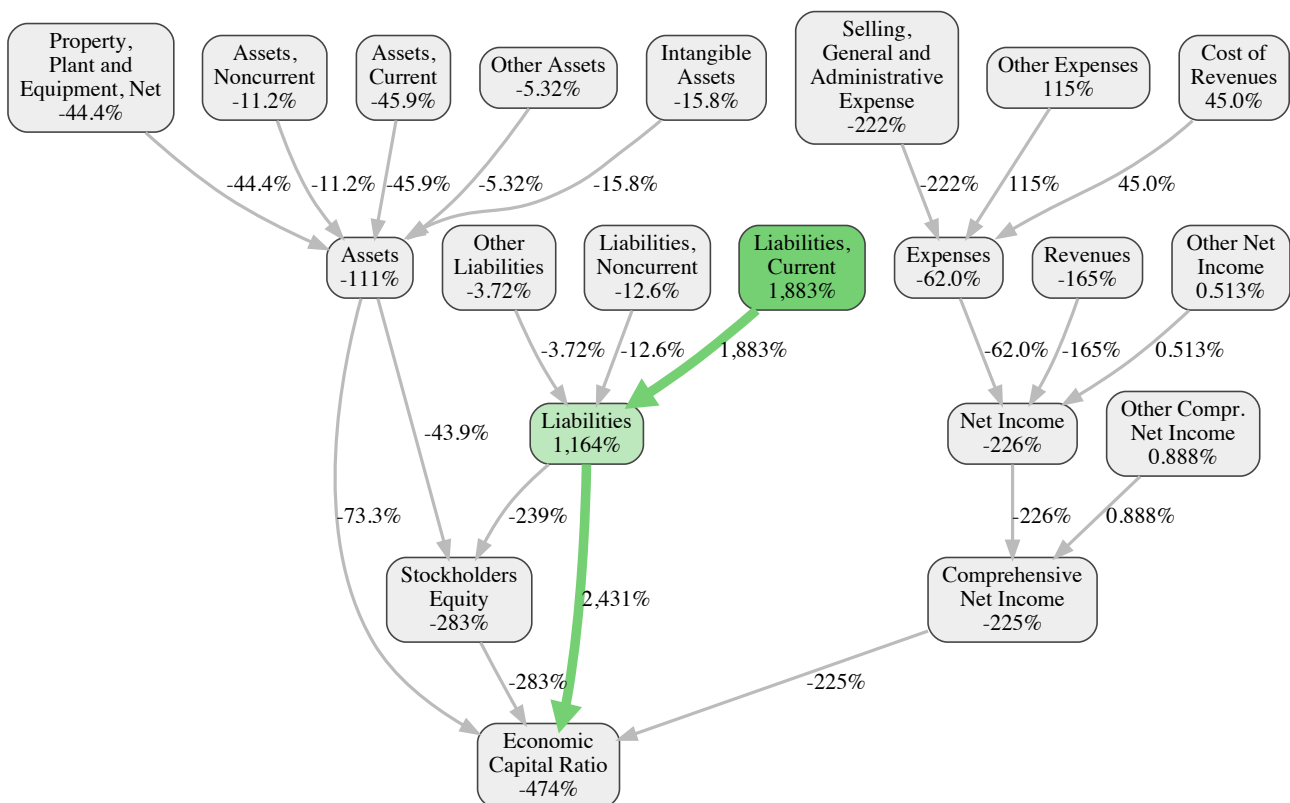 Property,
Plant and
Equipment, Net
-44.4%
Assets,
Noncurrent
-11.2%
Assets,
Current
-45.9%
Other Assets
-5.32%
Intangible
Assets
-15.8%
Selling,
General and
Administrative
Expense
-222%
Other Expenses
115%
Cost of
Revenues
45.0%
-44.4%
-11.2%
-45.9%
-5.32%
-15.8%
-222%
115%
45.0%
Assets
-111%
Other
Liabilities
-3.72%
Liabilities,
Noncurrent
-12.6%
Liabilities,
Current
1,883%
Expenses
-62.0%
Revenues
-165%
Other Net
Income
0.513%
-3.72%
-12.6%
1,883%
-62.0%
-165%
0.513%
-43.9%
Liabilities
1,164%
Net Income
-226%
Other Compr.
Net Income
0.888%
-73.3%
-239%
-226%
0.888%
Stockholders
Equity
-283%
2,431%
Comprehensive
Net Income
-225%
-283%
-225%
Economic
Capital Ratio
-474%